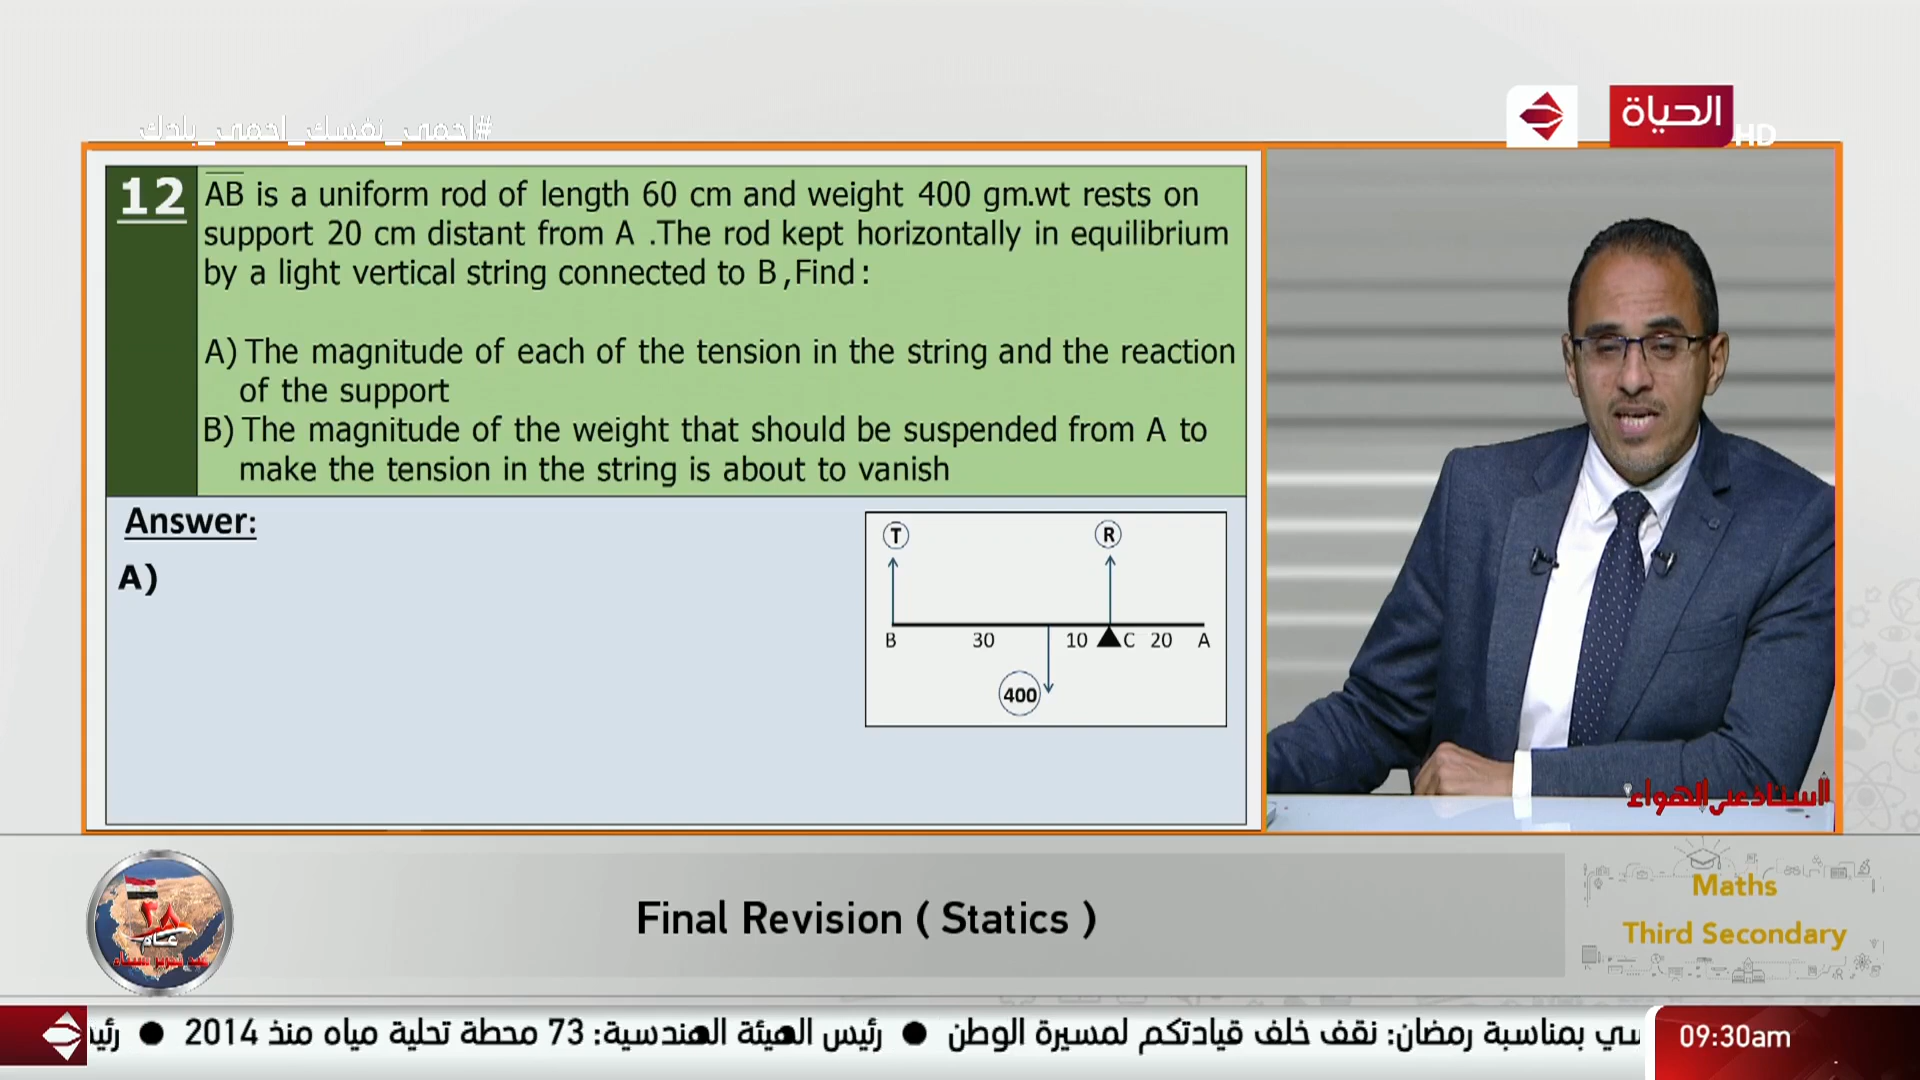 #احمي_نفسك_إحمي_بلدك
الحياة
HD
12
AB is a uniform rod of length 60 cm and weight 400 gm.wt rests on
support 20 cm distant from A .The rod kept horizontally in equilibrium
by a light vertical string connected to B ,Find :
A) The magnitude of each of the tension in the string and the reaction
of the support
B) The magnitude of the weight that should be suspended from A to
make the tension in the string is about to vanish
Answer:
A)
T R
B 30 10 C 20 A
400
أستاذ على الهواء
٣٨
عام
Final Revision ( Statics )
Maths
Third Secondary
سي بمناسبة رمضان: نقف خلف قيادتكم لمسيرة الوطن ● رئيس الهيئة الهندسية: 73 محطة تحلية مياه منذ 2014 ● رئيس
09:30am